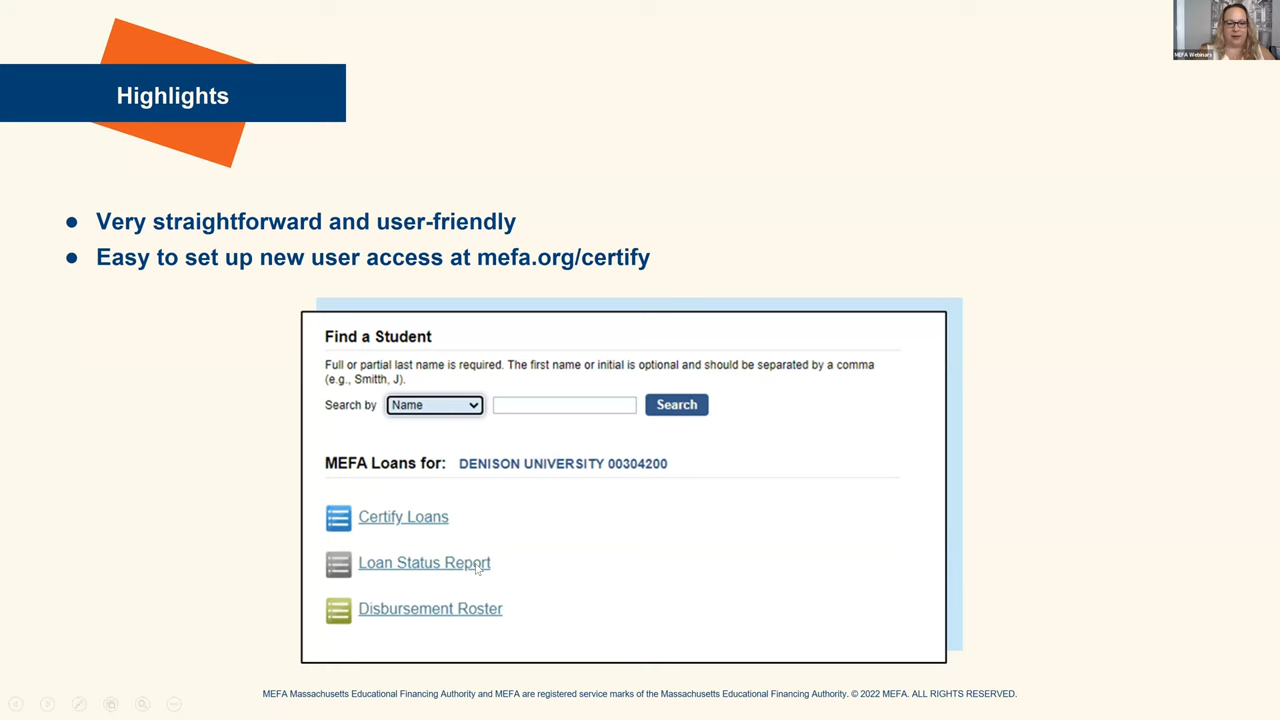 MEFA Webinars
Highlights
● Very straightforward and user-friendly
● Easy to set up new user access at mefa.org/certify
Find a Student
Full or partial last name is required. The first name or initial is optional and should be separated by a comma
(e.g., Smitth, J).
Search by Name Search
MEFA Loans for: DENISON UNIVERSITY 00304200
Certify Loans
Loan Status Report
Disbursement Roster
MEFA Massachusetts Educational Financing Authority and MEFA are registered service marks of the Massachusetts Educational Financing Authority. © 2022 MEFA. ALL RIGHTS RESERVED.